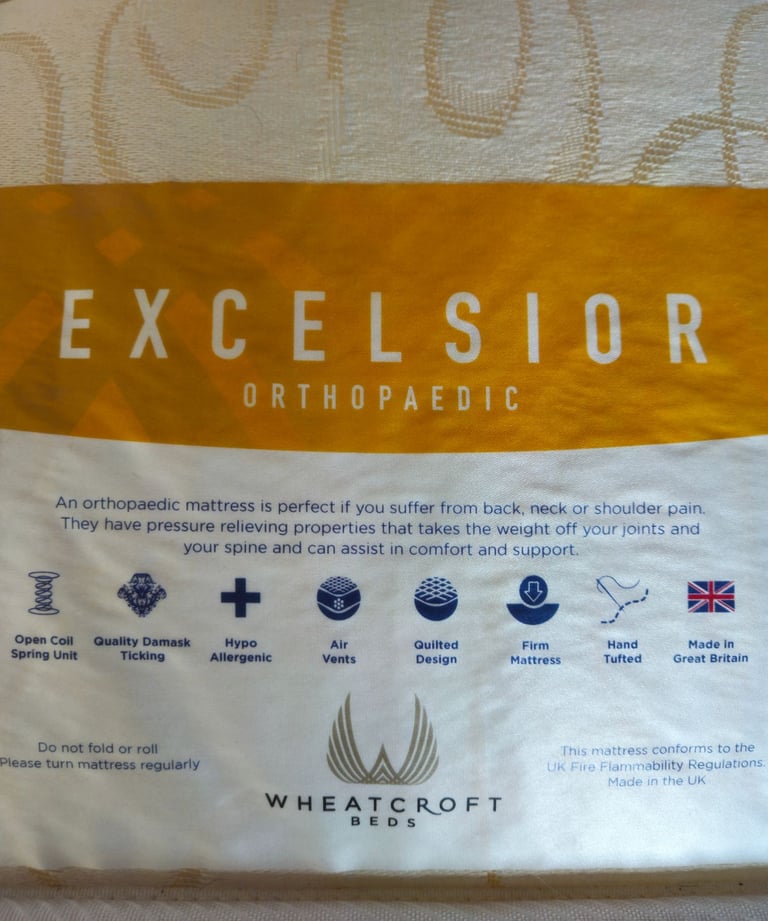 EXCELSIOR
ORTHOPAEDIC
An orthopaedic mattress is perfect if you suffer from back, neck or shoulder pain.
They have pressure relieving properties that takes the weight off your joints and
your spine and can assist in comfort and support.
Open Coil
Spring Unit
Quality Damask
Ticking
Hypo
Allergenic
Air
Vents
Quilted
Design
Firm
Mattress
Hand
Tufted
Made in
Great Britain
Do not fold or roll
Please turn mattress regularly
WHEATCROFT
BEDS
This mattress conforms to the
UK Fire Flammability Regulations.
Made in the UK